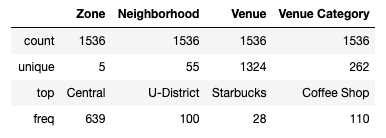 Zone Neighborhood Venue Venue Category
count 1536 1536 1536 1536
unique 5 55 1324 262
top Central U-District Starbucks Coffee Shop
freq 639 100 28 110